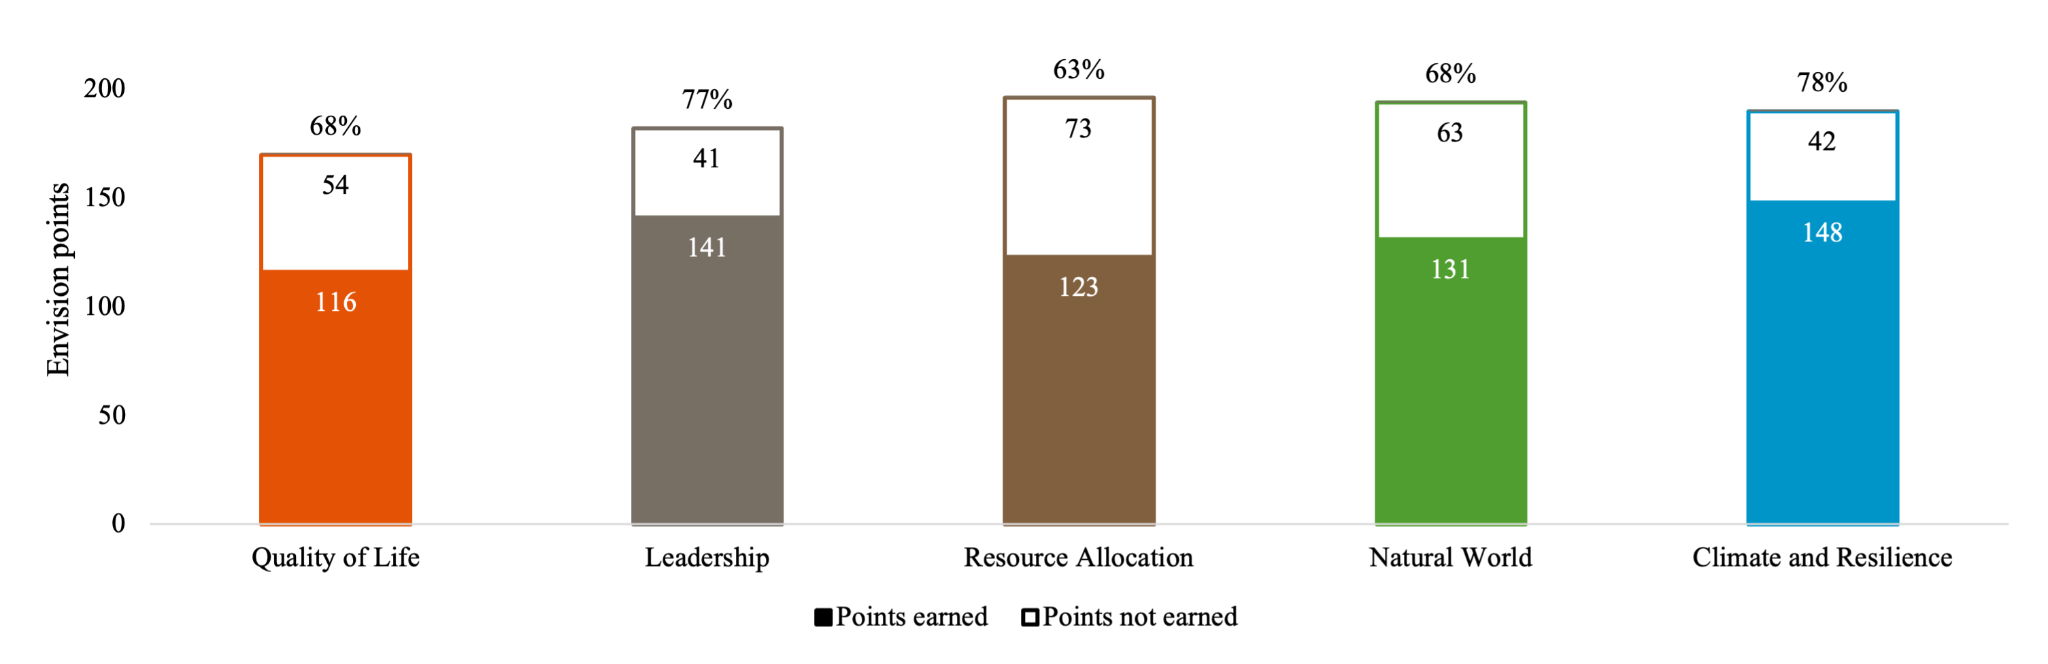 Envision points
200
150
100
50
0
68%
54
116
77%
41
141
63%
73
123
68%
63
131
78%
42
148
Quality of Life
Leadership
Resource Allocation
Natural World
Climate and Resilience
Points earned
Points not earned